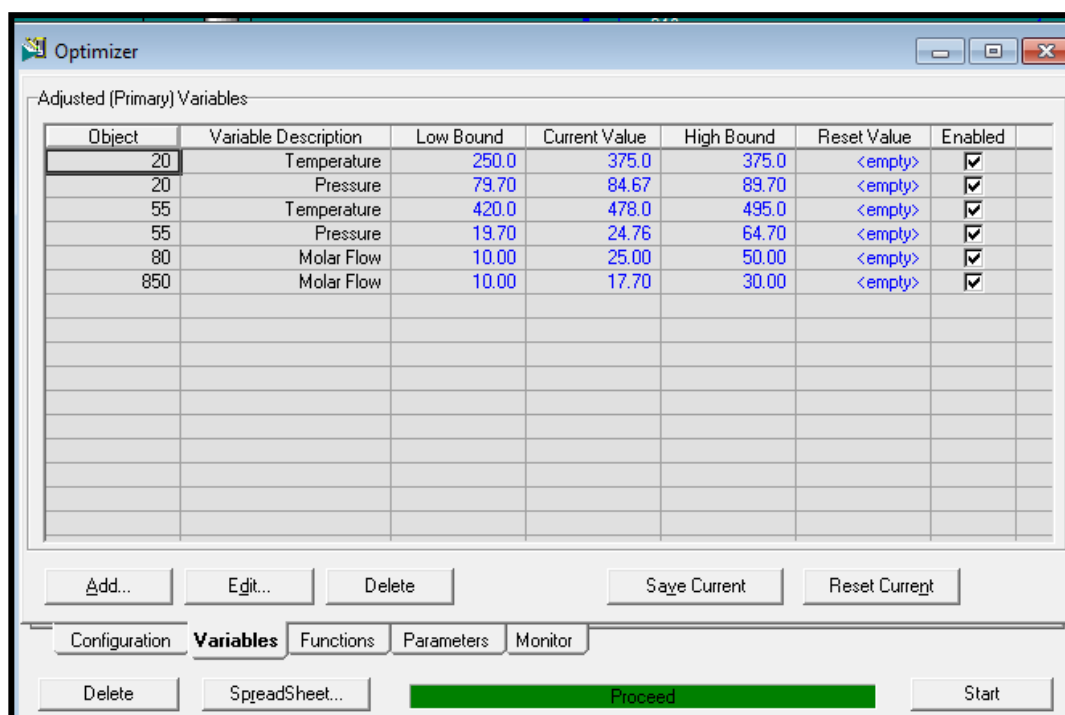 Optimizer
Adjusted (Primary) Variables
Object Variable Description Low Bound Current Value High Bound Reset Value Enabled
20 Temperature 250.0 375.0 375.0 <empty>
20 Pressure 79.70 84.67 89.70 <empty>
55 Temperature 420.0 478.0 495.0 <empty>
55 Pressure 19.70 24.76 64.70 <empty>
80 Molar Flow 10.00 25.00 50.00 <empty>
850 Molar Flow 10.00 17.70 30.00 <empty>
Add... Edit... Delete Save Current Reset Current
Configuration Variables Functions Parameters Monitor
Delete SpreadSheet... Proceed Start